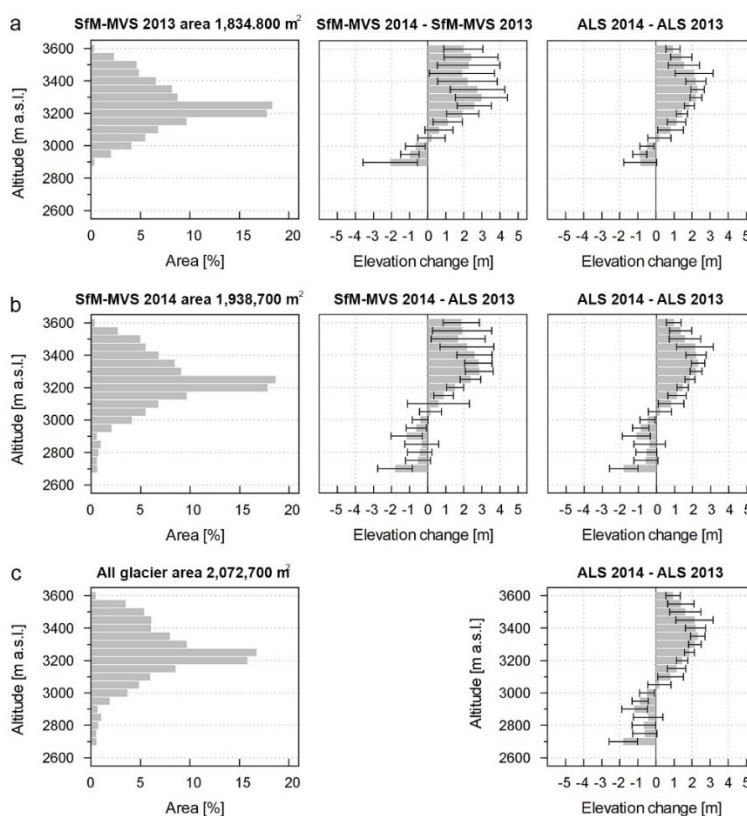 a
SfM-MVS 2013 area 1,834.800 m²
SfM-MVS 2014 - SfM-MVS 2013
ALS 2014 - ALS 2013
Altitude [m a.s.l.]
3600
3400
3200
3000
2800
2600
0 5 10 15 20
-5 -4 -3 -2 -1 0 1 2 3 4 5
-5 -4 -3 -2 -1 0 1 2 3 4 5
Area [%]
Elevation change [m]
Elevation change [m]
b
SfM-MVS 2014 area 1,938,700 m²
SfM-MVS 2014 - ALS 2013
ALS 2014 - ALS 2013
Altitude [m a.s.l.]
3600
3400
3200
3000
2800
2600
0 5 10 15 20
-5 -4 -3 -2 -1 0 1 2 3 4 5
-5 -4 -3 -2 -1 0 1 2 3 4 5
Area [%]
Elevation change [m]
Elevation change [m]
c
All glacier area 2,072,700 m²
ALS 2014 - ALS 2013
Altitude [m a.s.l.]
3600
3400
3200
3000
2800
2600
Altitude [m a.s.l.]
3600
3400
3200
3000
2800
2600
0 5 10 15 20
-5 -4 -3 -2 -1 0 1 2 3 4 5
Area [%]
Elevation change [m]